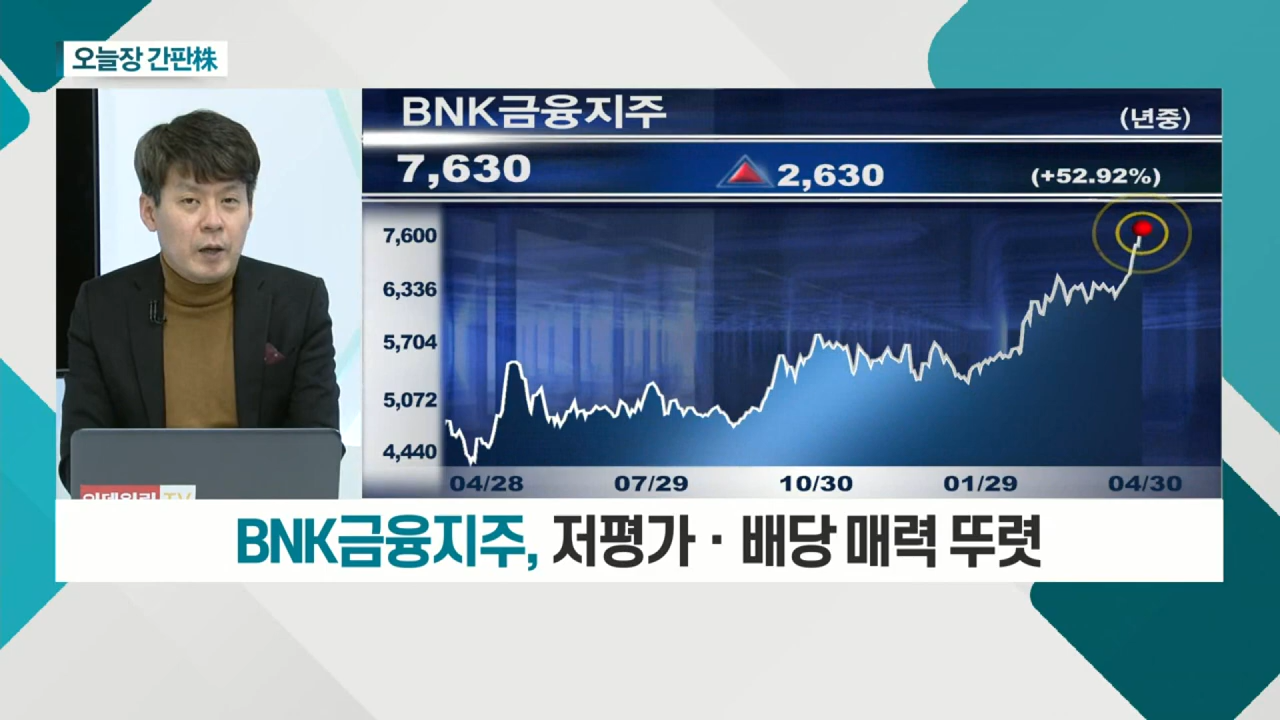 오늘장 간판株
BNK금융지주
(년중)
7,630
2,630
(+52.92%)
7,600
6,336
5,704
5,072
4,440
04/28
07/29
10/30
01/29
04/30
TV
BNK금융지주, 저평가 · 배당 매력 뚜렷